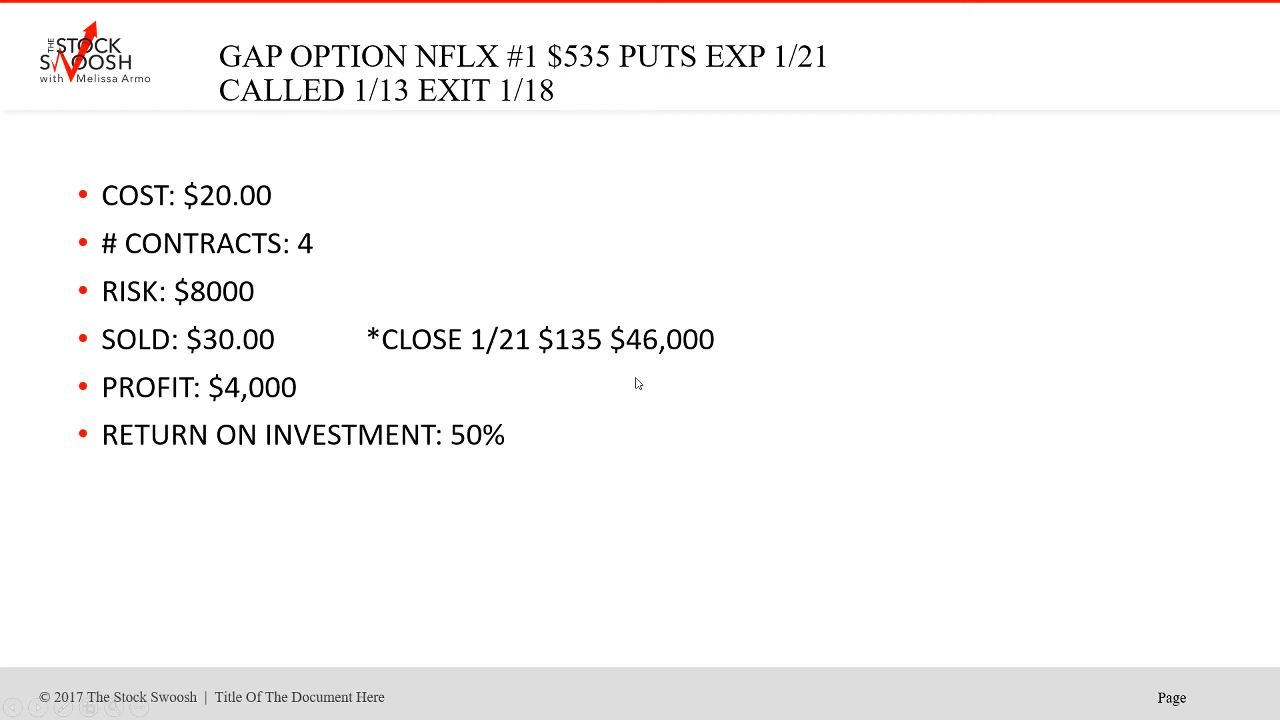 THE
STOCK
SWOOSH
with Melissa Armo
GAP OPTION NFLX #1 $535 PUTS EXP 1/21
CALLED 1/13 EXIT 1/18
• COST: $20.00
• # CONTRACTS: 4
• RISK: $8000
• SOLD: $30.00 *CLOSE 1/21 $135 $46,000
• PROFIT: $4,000
• RETURN ON INVESTMENT: 50%
© 2017 The Stock Swoosh | Title Of The Document Here
Page